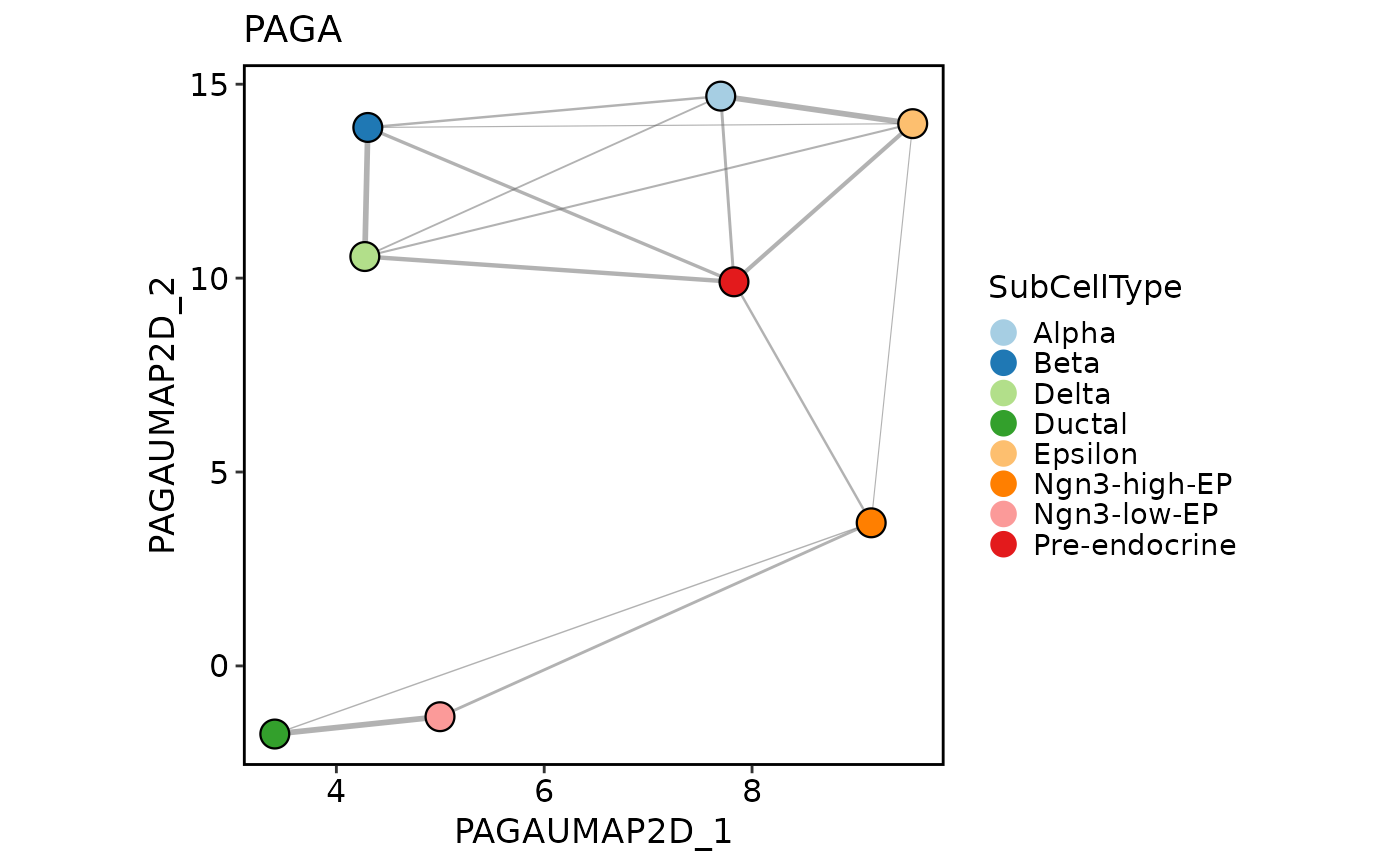 PAGA
15
10
5
0
PAGAUMAP2D_2
4 6 8
PAGAUMAP2D_1
SubCellType
Alpha
Beta
Delta
Ductal
Epsilon
Ngn3-high-EP
Ngn3-low-EP
Pre-endocrine